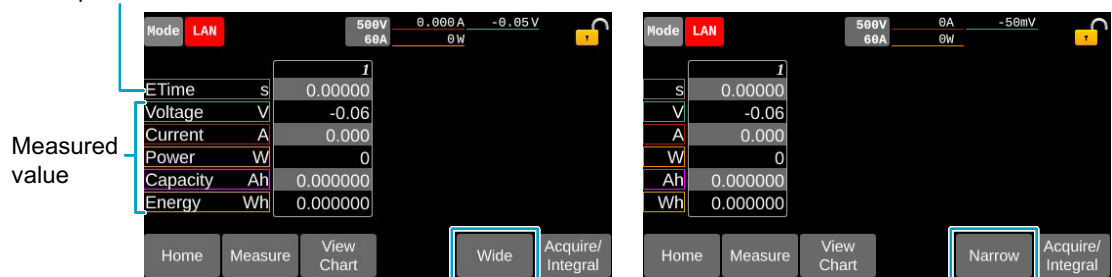 Mode LAN 500V 60A 0.000A -0.05V 0W
1
ETime s 0.00000
Voltage V -0.06
Current A 0.000
Power W 0
Capacity Ah 0.000000
Energy Wh 0.000000
Home Measure View Chart Wide Acquire/ Integral
Measured
value
Mode LAN 500V 60A 0A -50mV 0W
1
s 0.00000
V -0.06
A 0.000
W 0
Ah 0.000000
Wh 0.000000
Home Measure View Chart Narrow Acquire/ Integral